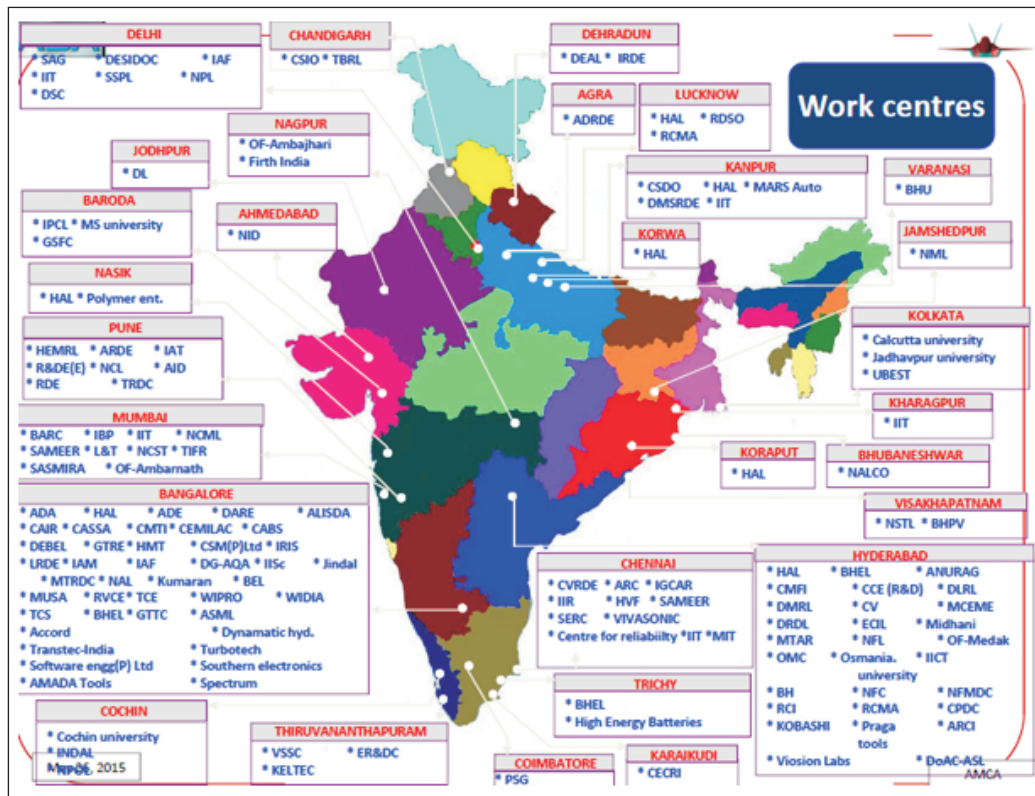 Work centres
DELHI
* SAG * DESIDOC * IAF
* IIT * SSPL * NPL
* DSC
CHANDIGARH
* CSIO * TBRL
DEHRADUN
* DEAL * IRDE
AGRA
* ADRDE
LUCKNOW
* HAL * RDSO
* RCMA
NAGPUR
* OF-Ambajhari
* Firth India
JODHPUR
* DL
KANPUR
* CSDO * HAL * MARS Auto
* DMSRDE * IIT
VARANASI
* BHU
BARODA
* IPCL * MS university
* GSFC
AHMEDABAD
* NID
KORWA
* HAL
JAMSHEDPUR
* NML
NASIK
* HAL * Polymer ent.
PUNE
* HEMRL * ARDE * IAT
* R&DE(E) * NCL * AID
* RDE * TRDC
KOLKATA
* Calcutta university
* Jadhavpur university
* UBEST
KHARAGPUR
* IIT
MUMBAI
* BARC * IBP * IIT * NCML
* SAMEER * L&T * NCST * TIFR
* SASMIRA * OF-Ambarnath
KORAPUT
* HAL
BHUBANESHWAR
* NALCO
VISAKHAPATNAM
* NSTL * BHPV
BANGALORE
* ADA * HAL * ADE * DARE * ALISDA
* CAIR * CASSA * CMTI * CEMILAC * CABS
* DEBEL * GTRE * HMT * CSM(P)Ltd * IRIS
* LRDE * IAM * IAF * DG-AQA * IISc * Jindal
* MTRDC * NAL * Kumaran * BEL
* MUSA * RVCE * TCE * WIPRO * WIDIA
* TCS * BHEL * GTTC * ASML
* Accord * Dynamatic hyd.
* Transtec-India * Turbotech
* Software engg(P) Ltd * Southern electronics
* AMADA Tools * Spectrum
CHENNAI
* CVRDE * ARC * IGCAR
* IIR * HVF * SAMEER
* SERC * VIVASONIC
* Centre for reliabiilty *IIT *MIT
HYDERABAD
* HAL * BHEL * ANURAG
* CMFI * CCE (R&D) * DLRL
* DMRL * CV * MCEME
* DRDL * ECIL * Midhani
* MTAR * NFL * OF-Medak
* OMC * Osmania. * IICT
university
* BH * NFC * NFMDC
* RCI * RCMA * CPDC
* KOBASHI * Praga * ARCI
tools
* Viosion Labs * DoAC-ASL
TRICHY
* BHEL
* High Energy Batteries
COCHIN
* Cochin university
* INDAL
* NPOL
THIRUVANANTHAPURAM
* VSSC * ER&DC
* KELTEC
COIMBATORE
* PSG
KARAIKUDI
* CECRI
2015
AMCA